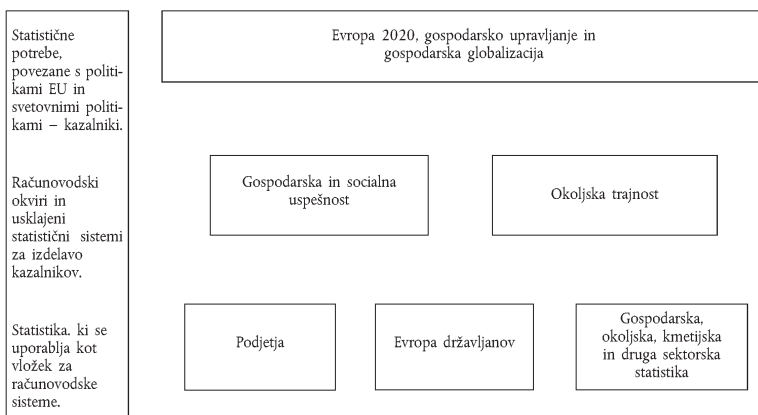 Statistične
potrebe,
povezane s politi-
kami EU in
svetovnimi politi-
kami – kazalniki.
Evropa 2020, gospodarsko upravljanje in
gospodarska globalizacija
Računovodski
okviri in
usklajeni
statistični sistemi
za izdelavo
kazalnikov.
Gospodarska in socialna
uspešnost
Okoljska trajnost
Statistika. ki se
uporablja kot
vložek za
računovodske
sisteme.
Podjetja
Evropa državljanov
Gospodarska,
okoljska, kmetijska
in druga sektorska
statistika